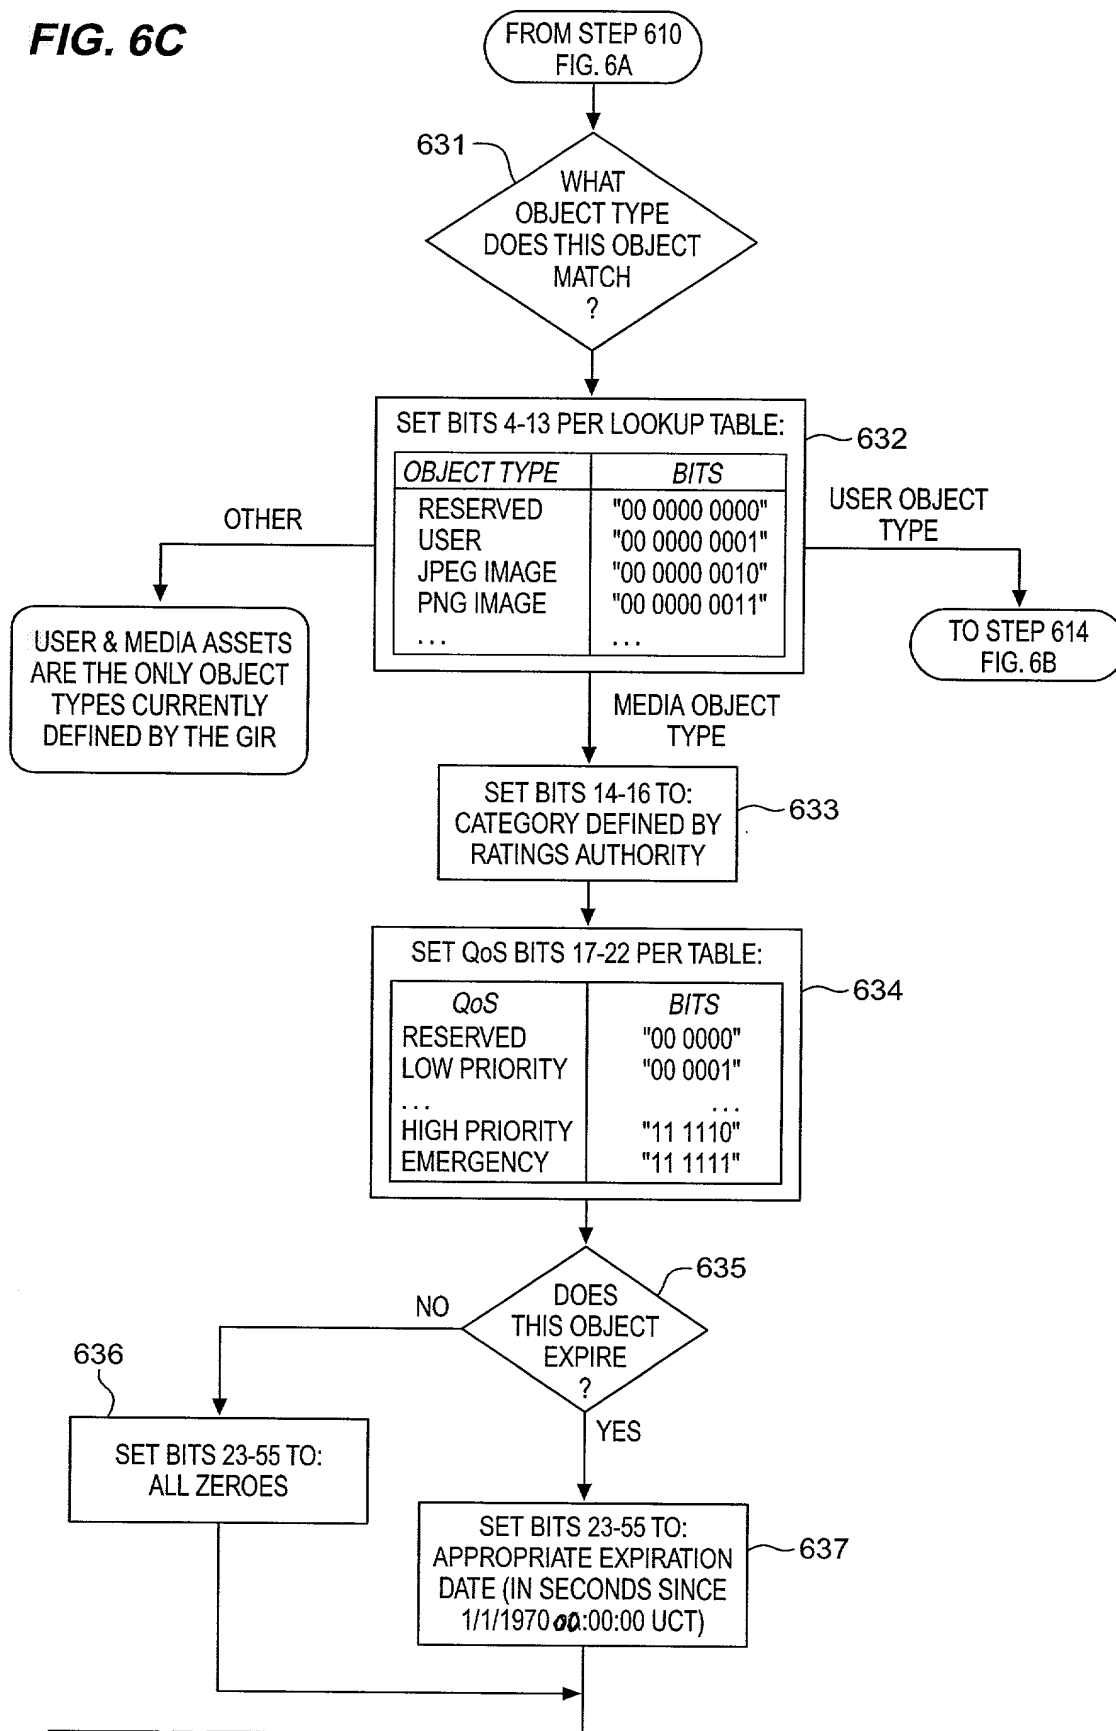 FIG. 6C
FROM STEP 610
FIG. 6A
631
WHAT
OBJECT TYPE
DOES THIS OBJECT
MATCH
?
SET BITS 4-13 PER LOOKUP TABLE:
632
OBJECT TYPE BITS
RESERVED "00 0000 0000"
USER "00 0000 0001"
JPEG IMAGE "00 0000 0010"
PNG IMAGE "00 0000 0011"
... ...
OTHER
USER OBJECT
TYPE
USER & MEDIA ASSETS
ARE THE ONLY OBJECT
TYPES CURRENTLY
DEFINED BY THE GIR
TO STEP 614
FIG. 6B
MEDIA OBJECT
TYPE
SET BITS 14-16 TO:
CATEGORY DEFINED BY
RATINGS AUTHORITY
633
SET QoS BITS 17-22 PER TABLE:
634
QoS BITS
RESERVED "00 0000"
LOW PRIORITY "00 0001"
... ...
HIGH PRIORITY "11 1110"
EMERGENCY "11 1111"
635
DOES
THIS OBJECT
EXPIRE
?
NO
YES
636
SET BITS 23-55 TO:
ALL ZEROES
SET BITS 23-55 TO:
APPROPRIATE EXPIRATION
DATE (IN SECONDS SINCE
1/1/1970 00:00:00 UCT)
637